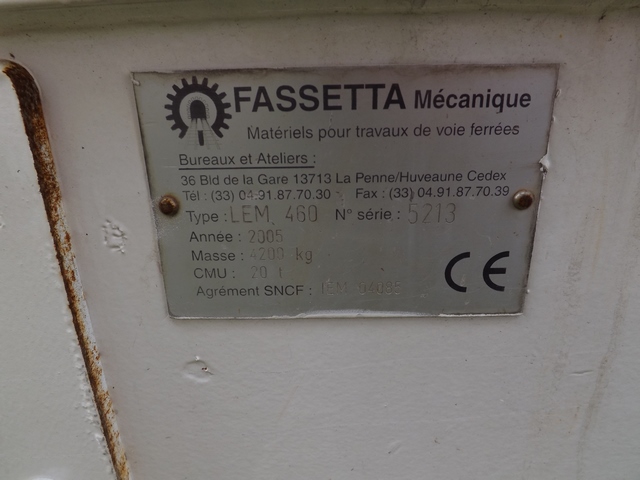 FASSETTA Mécanique
Matériels pour travaux de voie ferrées
Bureaux et Ateliers :
36 Bld de la Gare 13713 La Penne/Huveaune Cedex
Tél : (33) 04.91.87.70.30 - Fax : (33) 04.91.87.70.39
Type : LEM. 460 N° série : 5213
Année : 2005
Masse : 4200 kg
CMU : 20 t
Agrément SNCF :
CE